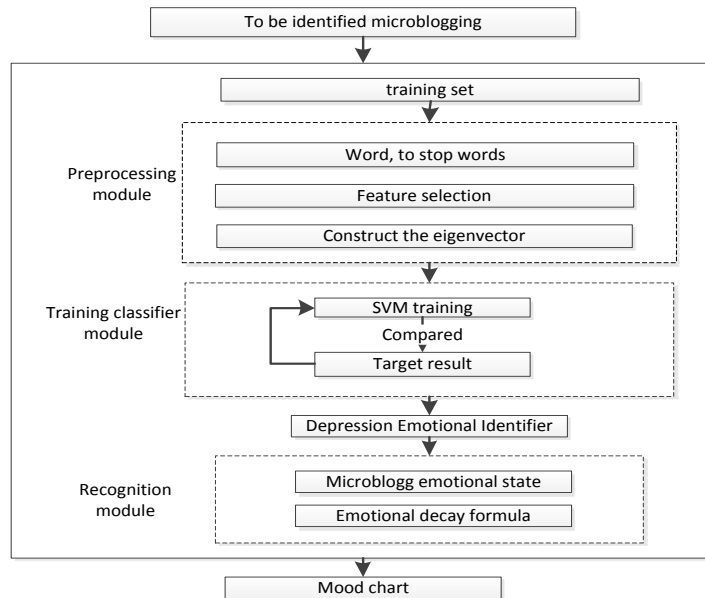 To be identified microblogging
training set
Preprocessing
module
Word, to stop words
Feature selection
Construct the eigenvector
Training classifier
module
SVM training
Compared
Target result
Depression Emotional Identifier
Recognition
module
Microblogg emotional state
Emotional decay formula
Mood chart